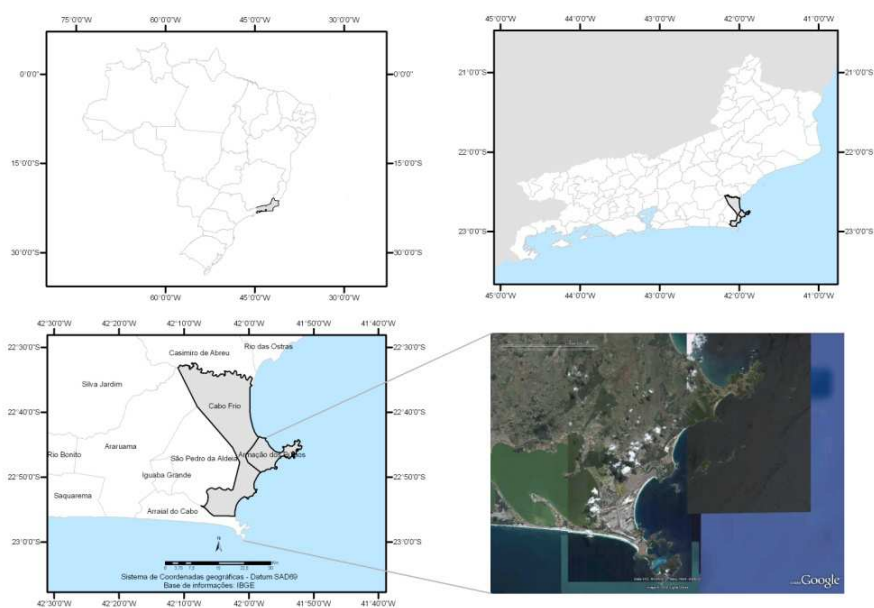 75°0'0"W 60°0'0"W 45°0'0"W 30°0'0"W
0°0'0" 0°0'0"
15°0'0"S 15°0'0"S
30°0'0"S 30°0'0"S
60°0'0"W 45°0'0"W 30°0'0"W
45°0'0"W 44°0'0"W 43°0'0"W 42°0'0"W 41°0'0"W
21°0'0"S 21°0'0"S
22°0'0"S 22°0'0"S
23°0'0"S 23°0'0"S
45°0'0"W 44°0'0"W 43°0'0"W 42°0'0"W 41°0'0"W
42°30'0"W 42°20'0"W 42°10'0"W 42°0'0"W 41°50'0"W 41°40'0"W
22°30'0"S 22°30'0"S
Rio das Ostras
Casimiro de Abreu
Silva Jardim
Cabo Frio
22°40'0"S 22°40'0"S
Araruama
Rio Bonito
São Pedro da Aldeia
Armação dos Búzios
22°50'0"S 22°50'0"S
Iguaba Grande
Saquarema
Arraial do Cabo
23°0'0"S 23°0'0"S
Sistema de Coordenadas geográficas - Datum SAD69
Base de informações: IBGE
42°30'0"W 42°20'0"W 42°10'0"W 42°0'0"W 41°50'0"W 41°40'0"W
Google